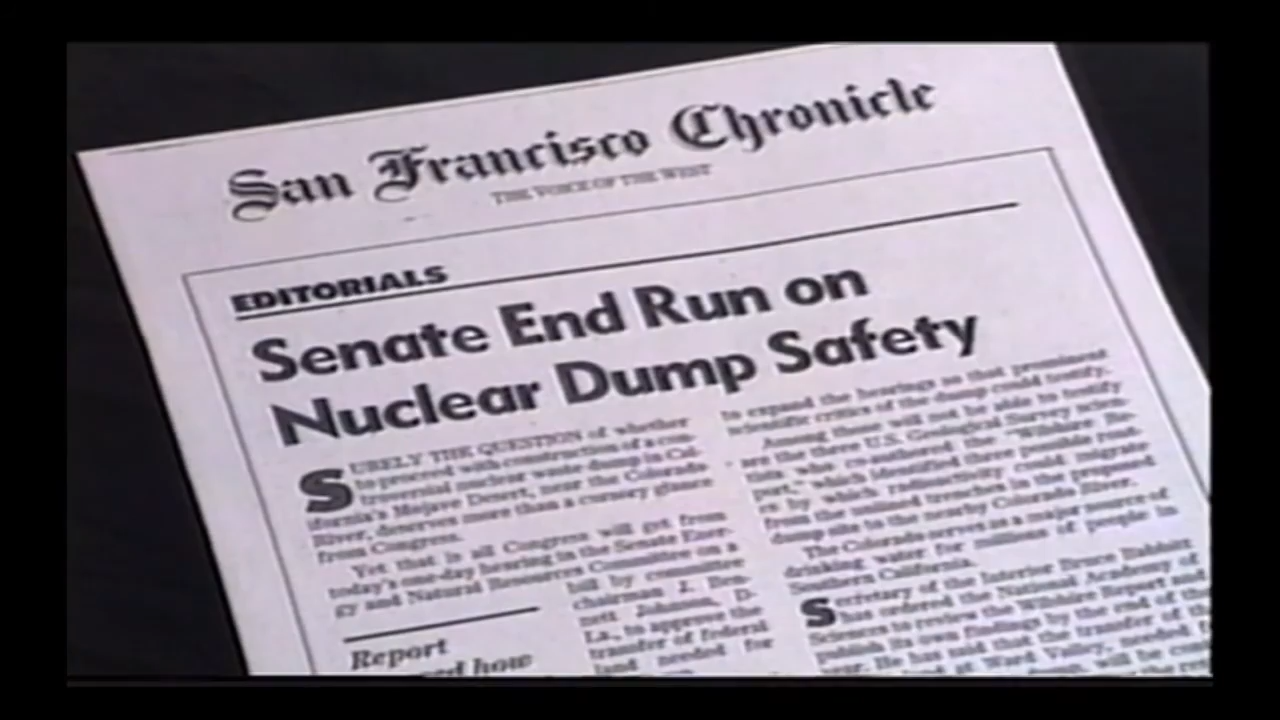 San Francisco Chronicle
THE VOICE OF THE WEST
EDITORIALS
Senate End Run on
Nuclear Dump Safety
SURELY THE QUESTION of whether
to proceed with construction of a con-
troversial nuclear waste dump in Cal-
ifornia's Mojave Desert, near the Colorado
River, deserves more than a cursory glance
from Congress.
Yet that is all Congress will get from
today's one-day hearing in the Senate Ener-
gy and Natural Resources Committee on a
bill by committee
chairman J. Ben-
nett Johnston, D-
La., to approve the
transfer of federal
land needed for
Report
how
to expand the hearings so that prominent
scientific critics of the dump could testify.
Among those will not be able to testify
are the three U.S. Geological Survey scien-
tists, who co-authored the "Wilshire Re-
port," which identified three possible rout-
es by which radioactivity could migrate
from the unlined trenches in the proposed
dump site to the nearby Colorado River.
The Colorado serves as a major source of
drinking water for millions of people in
Southern California.
Secretary of the Interior Bruce Babbitt
has ordered the National Academy of
Sciences to review the Wilshire Report and
publish its own findings by the end of the
year. He has said that the transfer of the
land at Ward Valley, needed
will be